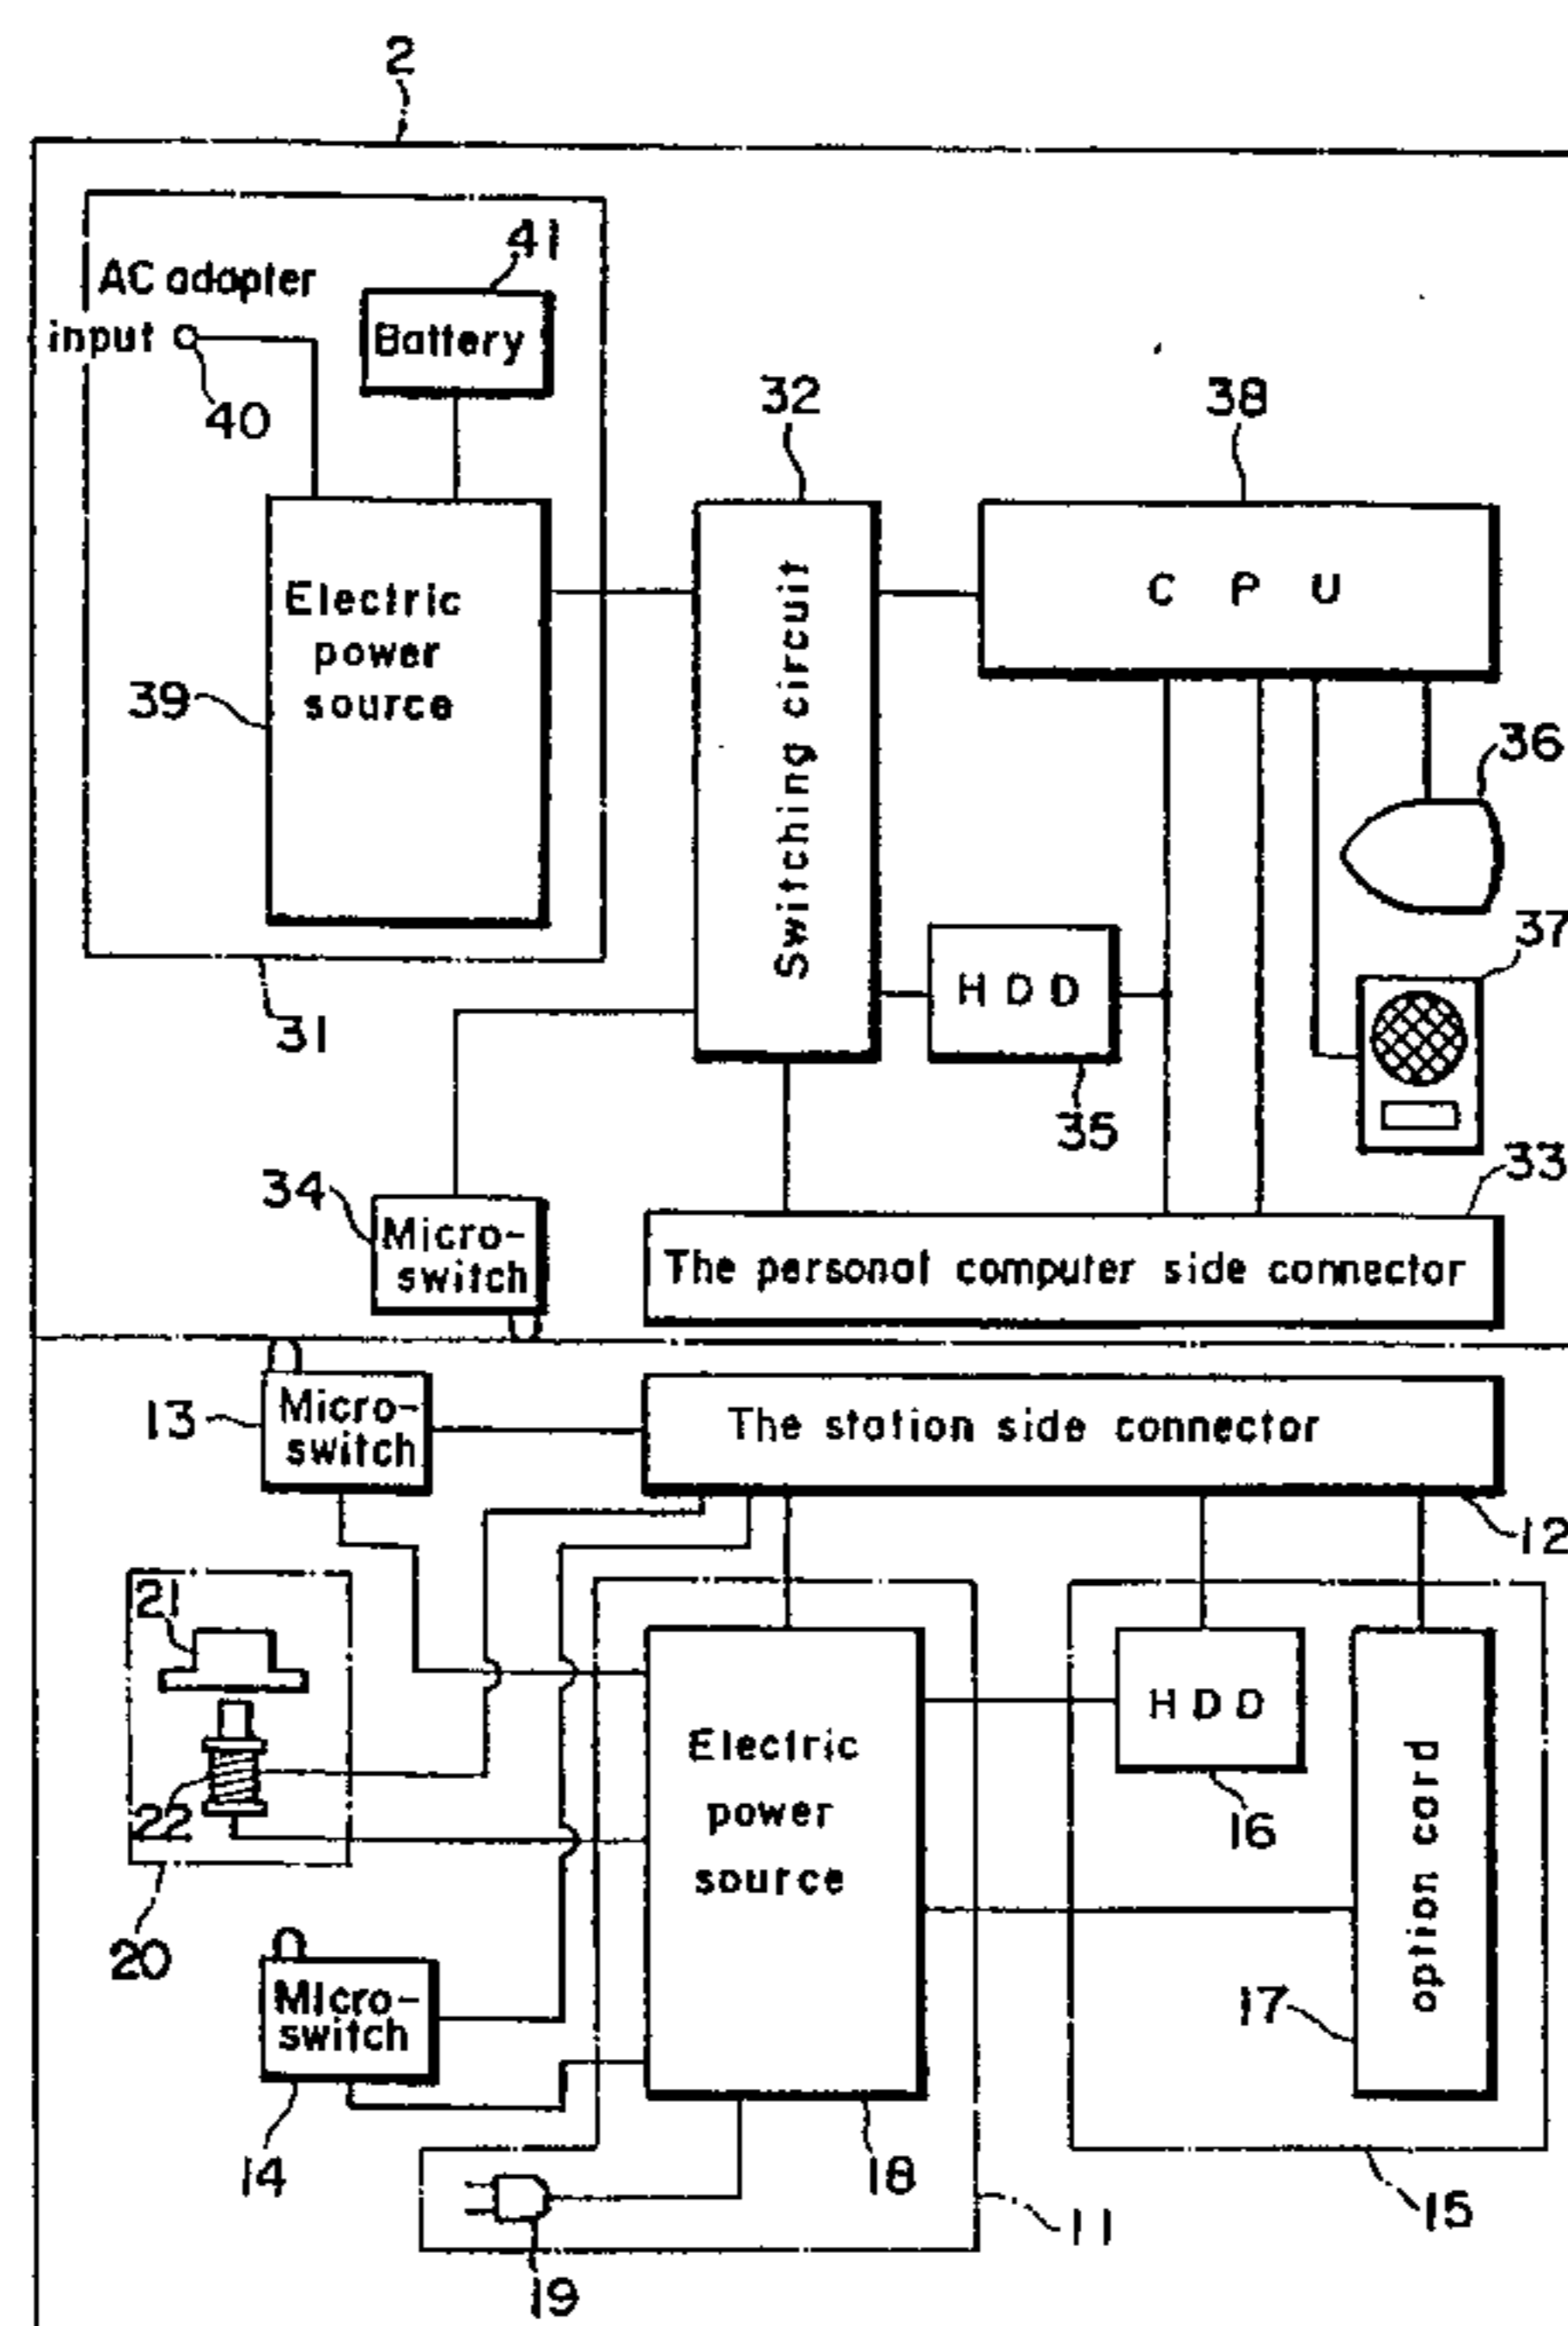 2
41
AC adapter
input
Battery
40
32
38
Electric
power
source
39
Switching circuit
C P U
36
37
HDD
31
35
34
Micro-
switch
33
The personal computer side connector
13
Micro-
switch
The station side connector
12
21
22
20
Electric
power
source
HDD
16
option card
17
Micro-
switch
14
18
11
15
19